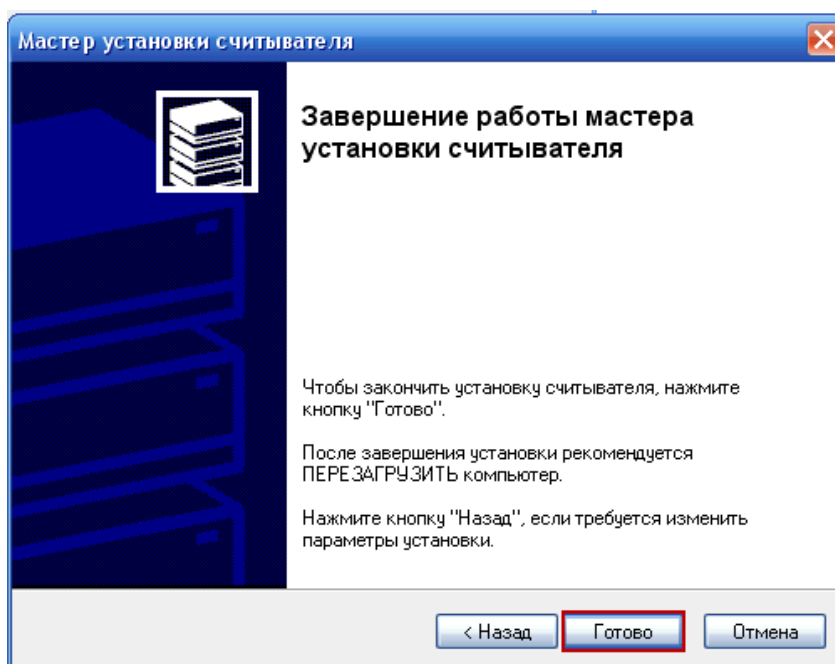 Мастер установки считывателя
Завершение работы мастера
установки считывателя
Чтобы закончить установку считывателя, нажмите
кнопку "Готово".
После завершения установки рекомендуется
ПЕРЕЗАГРУЗИТЬ компьютер.
Нажмите кнопку "Назад", если требуется изменить
параметры установки.
< Назад
Готово
Отмена